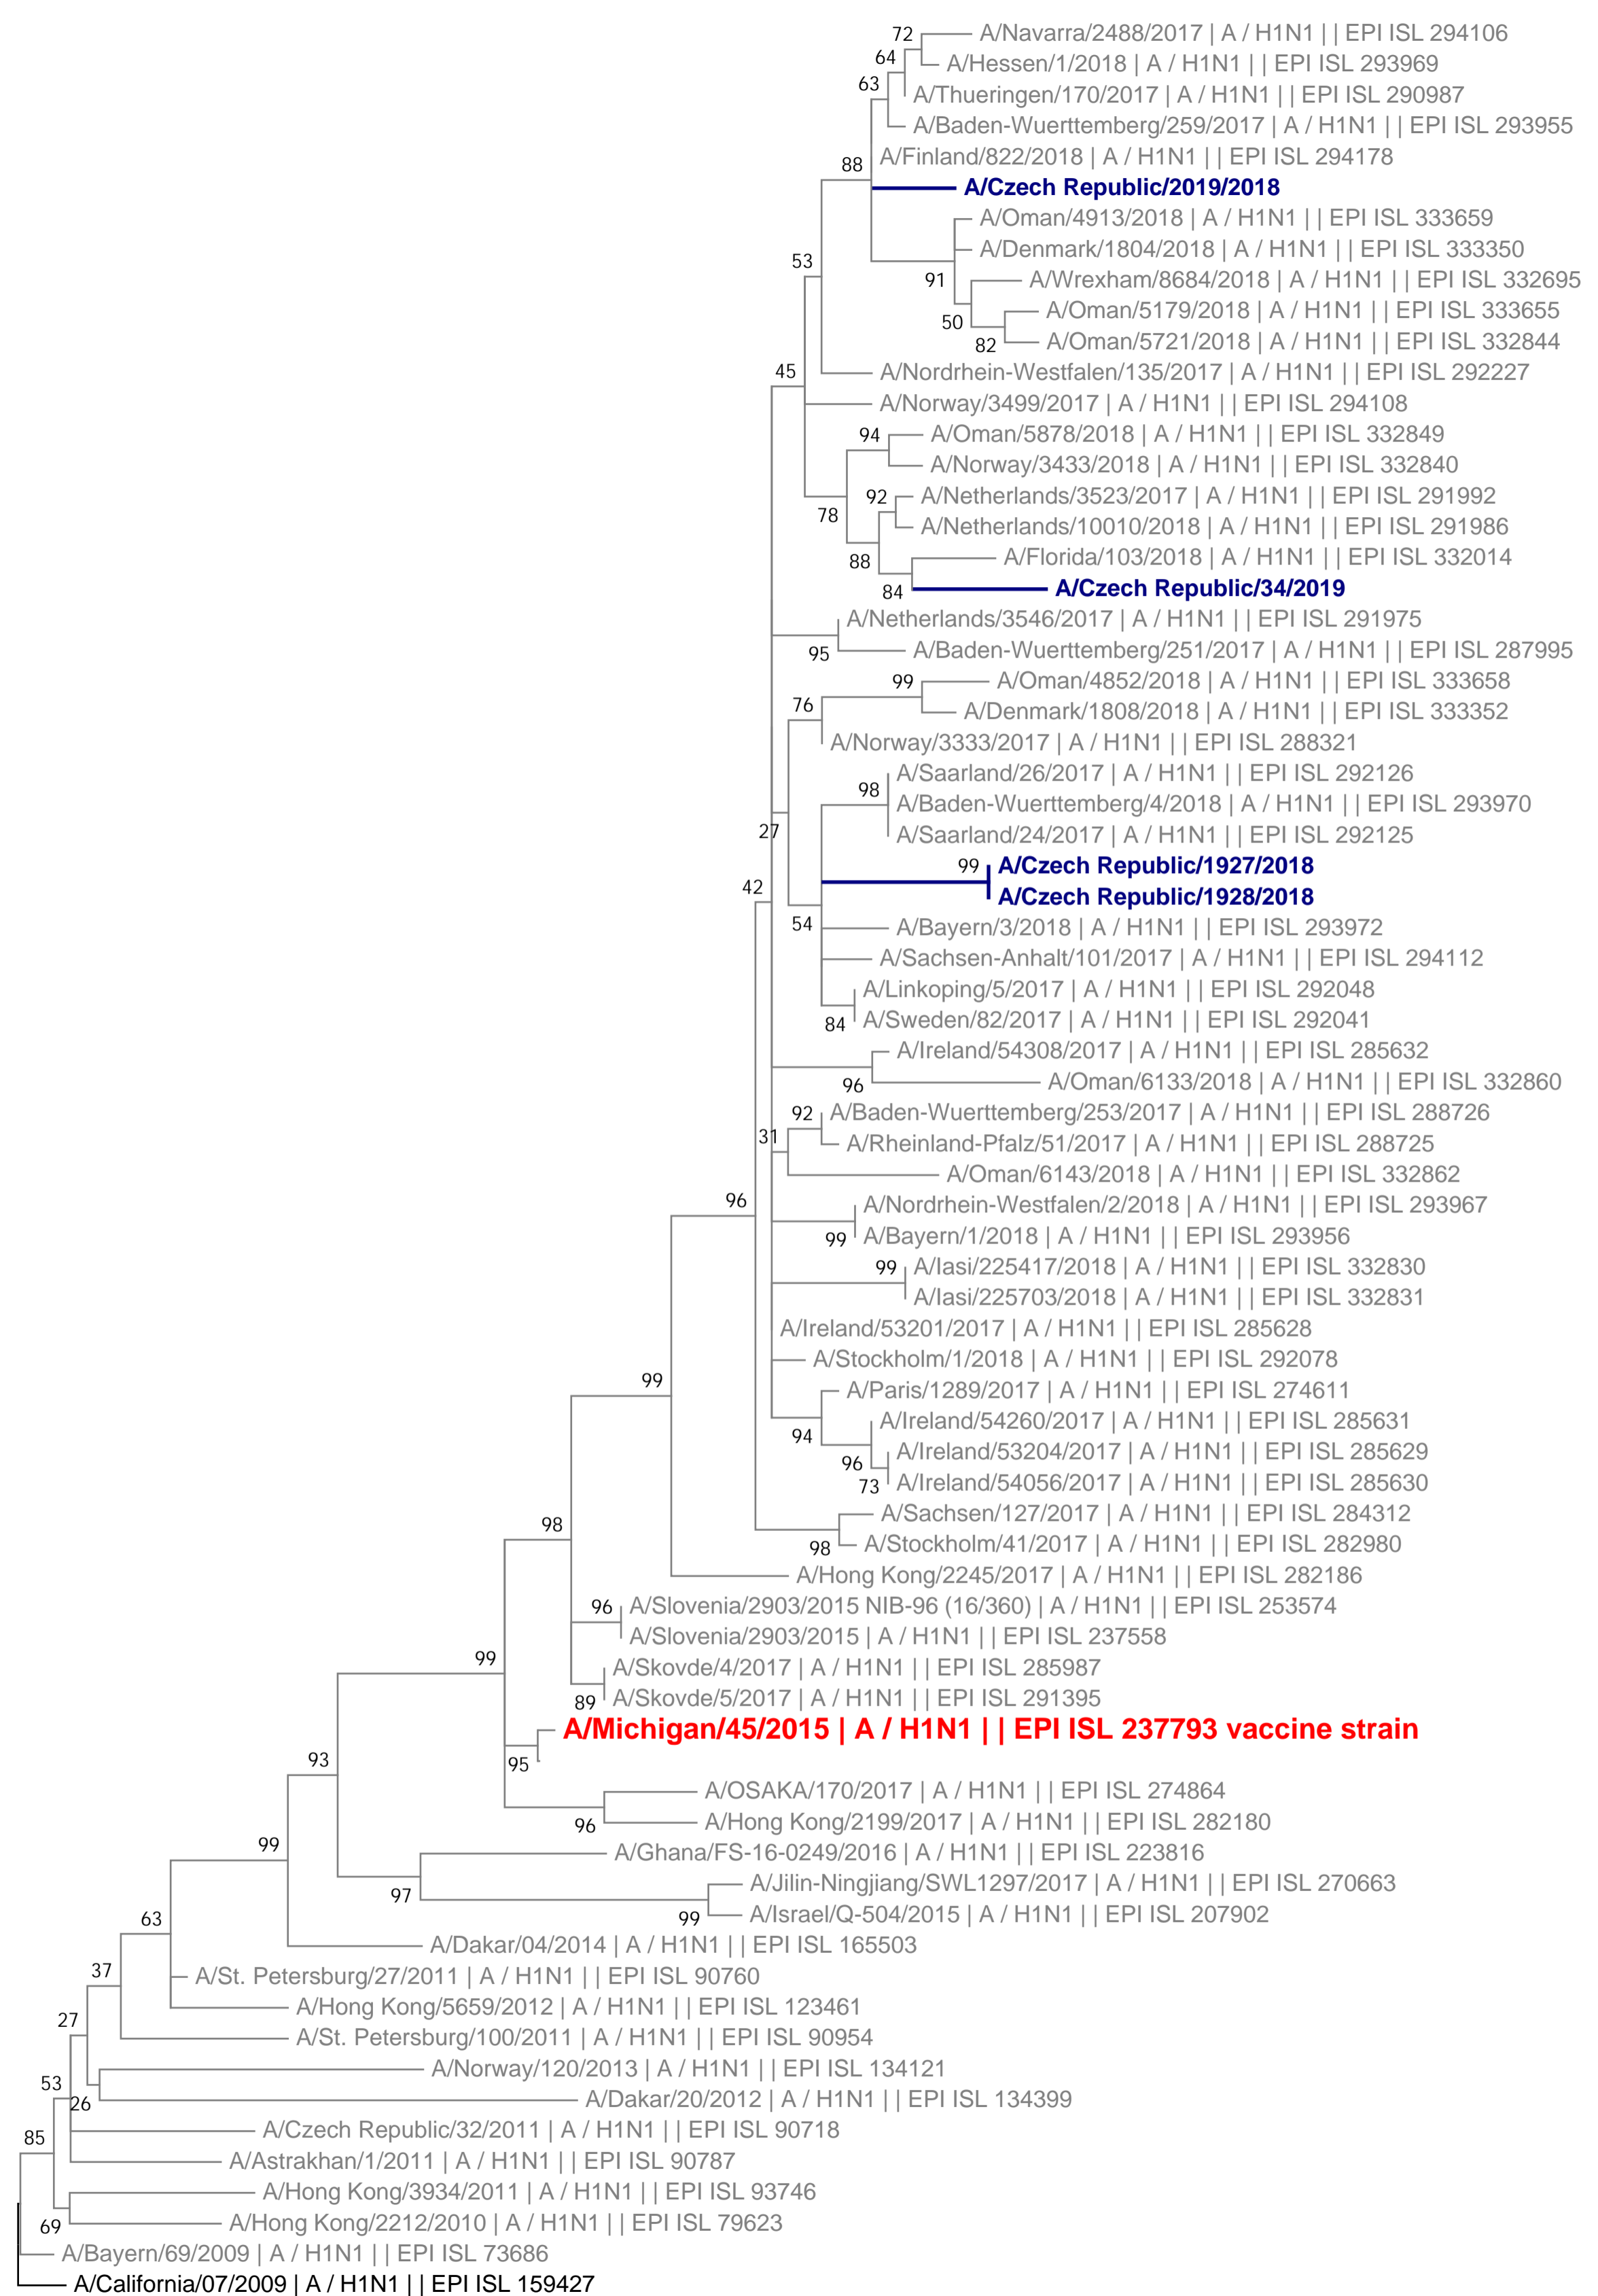 72
A/Navarra/2488/2017 | A / H1N1 | | EPI ISL 294106
64
A/Hessen/1/2018 | A / H1N1 | | EPI ISL 293969
63
A/Thueringen/170/2017 | A / H1N1 | | EPI ISL 290987
A/Baden-Wuerttemberg/259/2017 | A / H1N1 | | EPI ISL 293955
88
A/Finland/822/2018 | A / H1N1 | | EPI ISL 294178
A/Czech Republic/2019/2018
A/Oman/4913/2018 | A / H1N1 | | EPI ISL 333659
53
A/Denmark/1804/2018 | A / H1N1 | | EPI ISL 333350
91
A/Wrexham/8684/2018 | A / H1N1 | | EPI ISL 332695
A/Oman/5179/2018 | A / H1N1 | | EPI ISL 333655
50
82
A/Oman/5721/2018 | A / H1N1 | | EPI ISL 332844
45
A/Nordrhein-Westfalen/135/2017 | A / H1N1 | | EPI ISL 292227
A/Norway/3499/2017 | A / H1N1 | | EPI ISL 294108
94
A/Oman/5878/2018 | A / H1N1 | | EPI ISL 332849
A/Norway/3433/2018 | A / H1N1 | | EPI ISL 332840
92
A/Netherlands/3523/2017 | A / H1N1 | | EPI ISL 291992
78
A/Netherlands/10010/2018 | A / H1N1 | | EPI ISL 291986
88
A/Florida/103/2018 | A / H1N1 | | EPI ISL 332014
84
A/Czech Republic/34/2019
A/Netherlands/3546/2017 | A / H1N1 | | EPI ISL 291975
95
A/Baden-Wuerttemberg/251/2017 | A / H1N1 | | EPI ISL 287995
99
A/Oman/4852/2018 | A / H1N1 | | EPI ISL 333658
76
A/Denmark/1808/2018 | A / H1N1 | | EPI ISL 333352
A/Norway/3333/2017 | A / H1N1 | | EPI ISL 288321
A/Saarland/26/2017 | A / H1N1 | | EPI ISL 292126
98
A/Baden-Wuerttemberg/4/2018 | A / H1N1 | | EPI ISL 293970
27
A/Saarland/24/2017 | A / H1N1 | | EPI ISL 292125
99
A/Czech Republic/1927/2018
42
A/Czech Republic/1928/2018
54
A/Bayern/3/2018 | A / H1N1 | | EPI ISL 293972
A/Sachsen-Anhalt/101/2017 | A / H1N1 | | EPI ISL 294112
A/Linkoping/5/2017 | A / H1N1 | | EPI ISL 292048
84
A/Sweden/82/2017 | A / H1N1 | | EPI ISL 292041
A/Ireland/54308/2017 | A / H1N1 | | EPI ISL 285632
96
A/Oman/6133/2018 | A / H1N1 | | EPI ISL 332860
92
A/Baden-Wuerttemberg/253/2017 | A / H1N1 | | EPI ISL 288726
31
A/Rheinland-Pfalz/51/2017 | A / H1N1 | | EPI ISL 288725
A/Oman/6143/2018 | A / H1N1 | | EPI ISL 332862
96
A/Nordrhein-Westfalen/2/2018 | A / H1N1 | | EPI ISL 293967
99
A/Bayern/1/2018 | A / H1N1 | | EPI ISL 293956
99
A/Iasi/225417/2018 | A / H1N1 | | EPI ISL 332830
A/Iasi/225703/2018 | A / H1N1 | | EPI ISL 332831
A/Ireland/53201/2017 | A / H1N1 | | EPI ISL 285628
A/Stockholm/1/2018 | A / H1N1 | | EPI ISL 292078
99
A/Paris/1289/2017 | A / H1N1 | | EPI ISL 274611
A/Ireland/54260/2017 | A / H1N1 | | EPI ISL 285631
94
A/Ireland/53204/2017 | A / H1N1 | | EPI ISL 285629
96
73
A/Ireland/54056/2017 | A / H1N1 | | EPI ISL 285630
A/Sachsen/127/2017 | A / H1N1 | | EPI ISL 284312
98
98
A/Stockholm/41/2017 | A / H1N1 | | EPI ISL 282980
A/Hong Kong/2245/2017 | A / H1N1 | | EPI ISL 282186
96
A/Slovenia/2903/2015 NIB-96 (16/360) | A / H1N1 | | EPI ISL 253574
A/Slovenia/2903/2015 | A / H1N1 | | EPI ISL 237558
99
A/Skovde/4/2017 | A / H1N1 | | EPI ISL 285987
89
A/Skovde/5/2017 | A / H1N1 | | EPI ISL 291395
A/Michigan/45/2015 | A / H1N1 | | EPI ISL 237793 vaccine strain
93
95
A/OSAKA/170/2017 | A / H1N1 | | EPI ISL 274864
96
A/Hong Kong/2199/2017 | A / H1N1 | | EPI ISL 282180
99
A/Ghana/FS-16-0249/2016 | A / H1N1 | | EPI ISL 223816
97
A/Jilin-Ningjiang/SWL1297/2017 | A / H1N1 | | EPI ISL 270663
99
A/Israel/Q-504/2015 | A / H1N1 | | EPI ISL 207902
63
A/Dakar/04/2014 | A / H1N1 | | EPI ISL 165503
37
A/St. Petersburg/27/2011 | A / H1N1 | | EPI ISL 90760
A/Hong Kong/5659/2012 | A / H1N1 | | EPI ISL 123461
27
A/St. Petersburg/100/2011 | A / H1N1 | | EPI ISL 90954
A/Norway/120/2013 | A / H1N1 | | EPI ISL 134121
53
26
A/Dakar/20/2012 | A / H1N1 | | EPI ISL 134399
A/Czech Republic/32/2011 | A / H1N1 | | EPI ISL 90718
85
A/Astrakhan/1/2011 | A / H1N1 | | EPI ISL 90787
A/Hong Kong/3934/2011 | A / H1N1 | | EPI ISL 93746
69
A/Hong Kong/2212/2010 | A / H1N1 | | EPI ISL 79623
A/Bayern/69/2009 | A / H1N1 | | EPI ISL 73686
A/California/07/2009 | A / H1N1 | | EPI ISL 159427